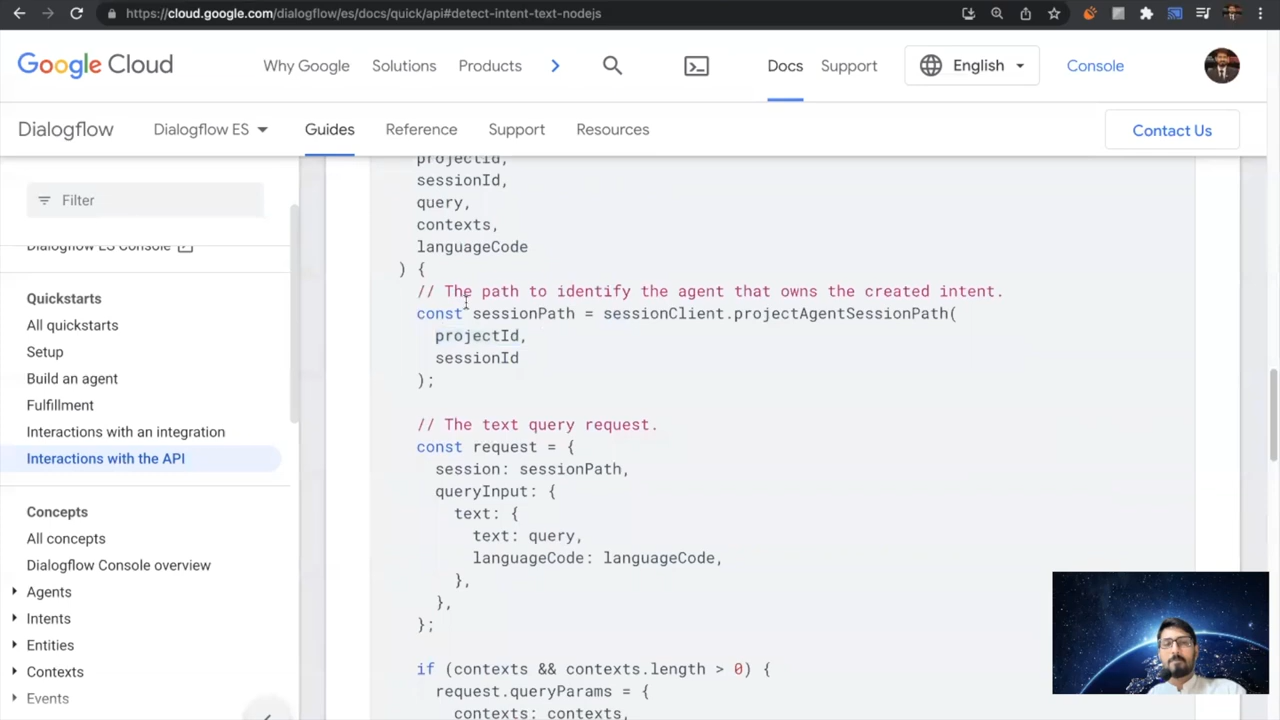 https://cloud.google.com/dialogflow/es/docs/quick/api#detect-intent-text-nodejs
Google Cloud
Why Google
Solutions
Products
Docs
Support
English
Console
Dialogflow
Dialogflow ES
Guides
Reference
Support
Resources
Contact Us
Filter
Dialogflow ES Console
Quickstarts
All quickstarts
Setup
Build an agent
Fulfillment
Interactions with an integration
Interactions with the API
Concepts
All concepts
Dialogflow Console overview
Agents
Intents
Entities
Contexts
Events
projectId,
sessionId,
query,
contexts,
languageCode
) {
// The path to identify the agent that owns the created intent.
const sessionPath = sessionClient.projectAgentSessionPath(
projectId,
sessionId
);
// The text query request.
const request = {
session: sessionPath,
queryInput: {
text: {
text: query,
languageCode: languageCode,
},
},
};
if (contexts && contexts.length > 0) {
request.queryParams = {
contexts: contexts,